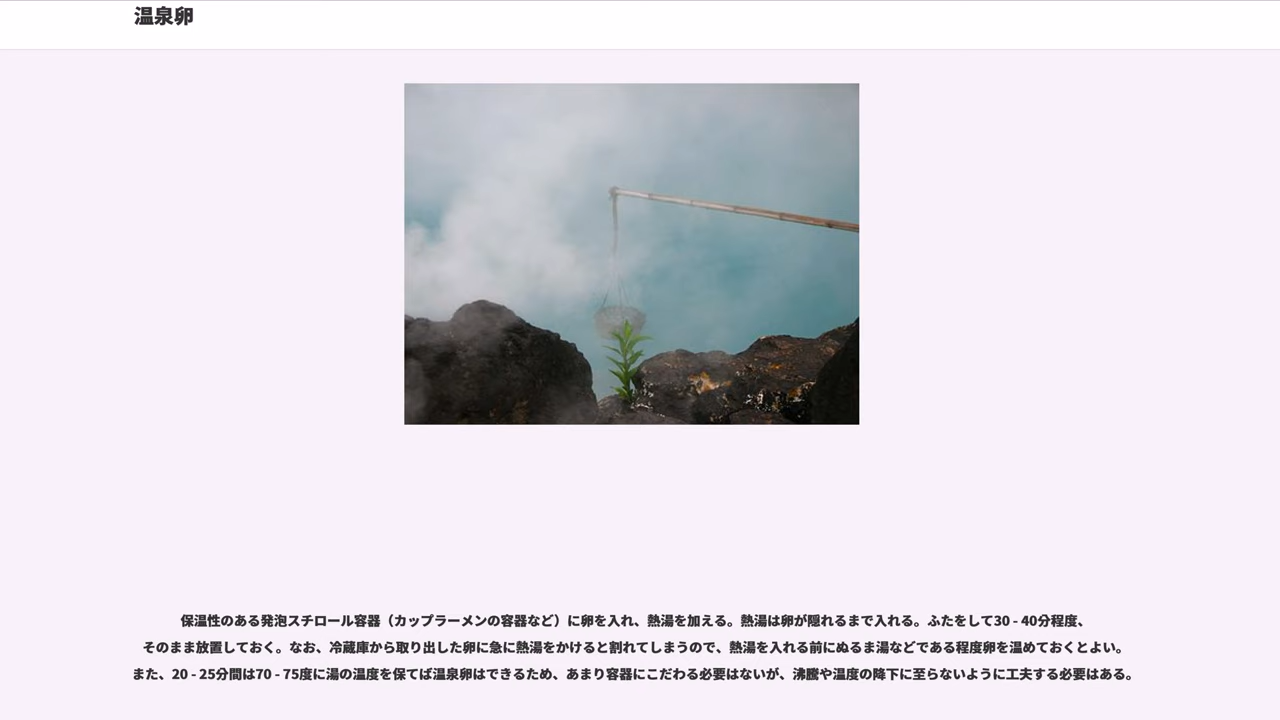 温泉卵
保温性のある発泡スチロール容器（カップラーメンの容器など）に卵を入れ、熱湯を加える。熱湯は卵が隠れるまで入れる。ふたをして30 - 40分程度、
そのまま放置しておく。なお、冷蔵庫から取り出した卵に急に熱湯をかけると割れてしまうので、熱湯を入れる前にぬるま湯などである程度卵を温めておくとよい。
また、20 - 25分間は70 - 75度に湯の温度を保てば温泉卵はできるため、あまり容器にこだわる必要はないが、沸騰や温度の降下に至らないように工夫する必要はある。